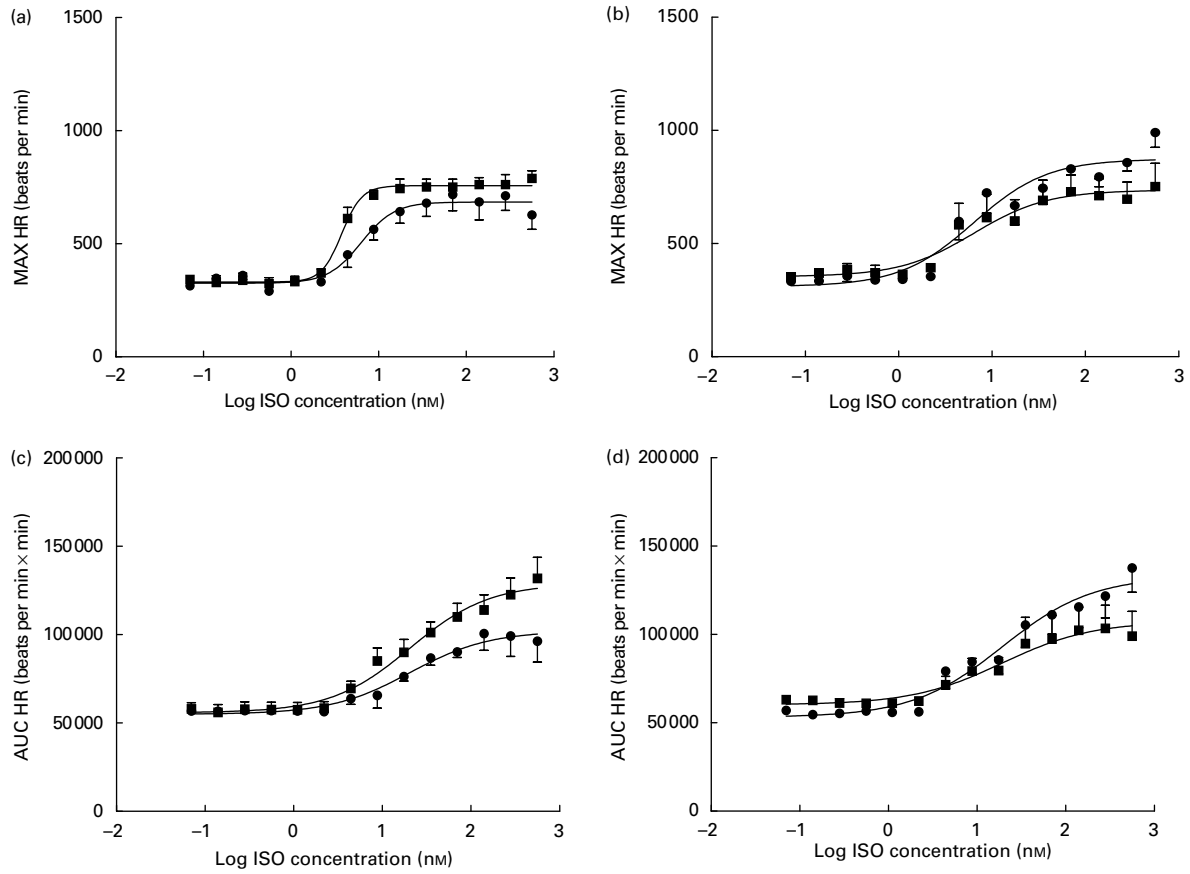 (a)
1500
1000
500
0
MAX HR (beats per min)
−2 −1 0 1 2 3
Log ISO concentration (nM)
(b)
1500
1000
500
0
MAX HR (beats per min)
−2 −1 0 1 2 3
Log ISO concentration (nM)
(c)
200 000
150 000
100 000
50 000
0
AUC HR (beats per min × min)
−2 −1 0 1 2 3
Log ISO concentration (nM)
(d)
200 000
150 000
100 000
50 000
0
AUC HR (beats per min × min)
−2 −1 0 1 2 3
Log ISO concentration (nM)